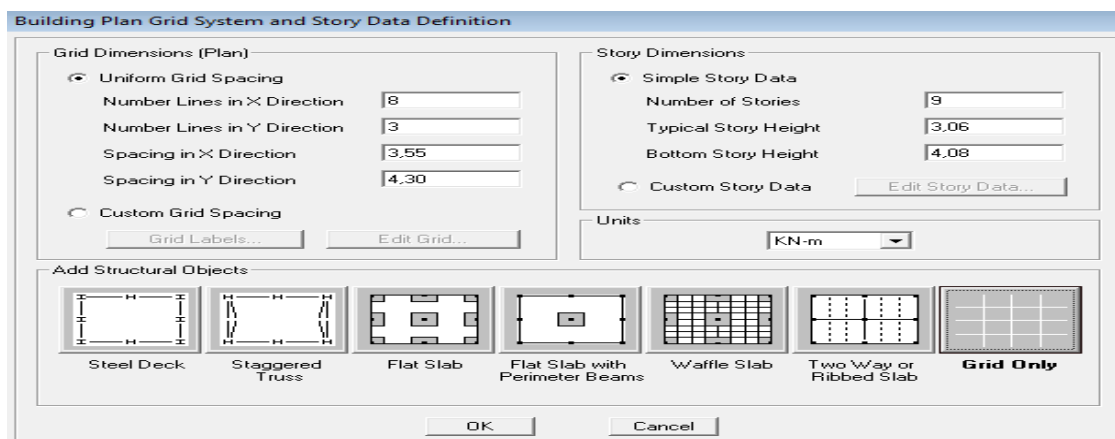 Building Plan Grid System and Story Data Definition
Grid Dimensions (Plan)
Uniform Grid Spacing
Number Lines in X Direction 8
Number Lines in Y Direction 3
Spacing in X Direction 3,55
Spacing in Y Direction 4,30
Custom Grid Spacing
Grid Labels... Edit Grid...
Story Dimensions
Simple Story Data
Number of Stories 9
Typical Story Height 3,06
Bottom Story Height 4,08
Custom Story Data Edit Story Data...
Units
KN-m
Add Structural Objects
Steel Deck
Staggered
Truss
Flat Slab
Flat Slab with
Perimeter Beams
Waffle Slab
Two Way or
Ribbed Slab
Grid Only
OK Cancel